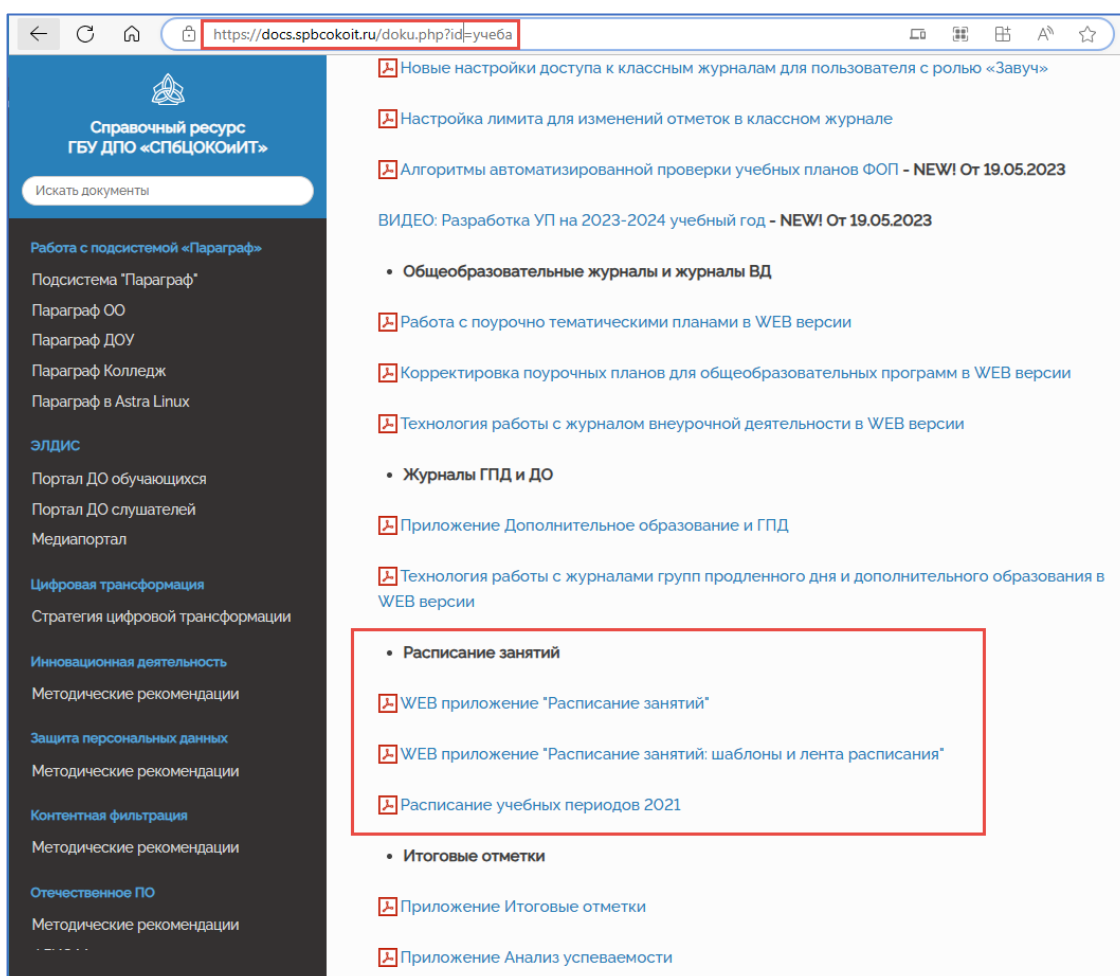 https://docs.spbcokoit.ru/doku.php?id=учеба
Справочный ресурс
ГБУ ДПО «СПбЦОКОиИТ»
Искать документы
Работа с подсистемой «Параграф»
Подсистема "Параграф"
Параграф ОО
Параграф ДОУ
Параграф Колледж
Параграф в Astra Linux
ЭЛДИС
Портал ДО обучающихся
Портал ДО слушателей
Медиапортал
Цифровая трансформация
Стратегия цифровой трансформации
Инновационная деятельность
Методические рекомендации
Защита персональных данных
Методические рекомендации
Контентная фильтрация
Методические рекомендации
Отечественное ПО
Методические рекомендации
Новые настройки доступа к классным журналам для пользователя с ролью «Завуч»
Настройка лимита для изменений отметок в классном журнале
Алгоритмы автоматизированной проверки учебных планов ФОП - NEW! От 19.05.2023
ВИДЕО: Разработка УП на 2023-2024 учебный год - NEW! От 19.05.2023
• Общеобразовательные журналы и журналы ВД
Работа с поурочно тематическими планами в WEB версии
Корректировка поурочных планов для общеобразовательных программ в WEB версии
Технология работы с журналом внеурочной деятельности в WEB версии
• Журналы ГПД и ДО
Приложение Дополнительное образование и ГПД
Технология работы с журналами групп продленного дня и дополнительного образования в
WEB версии
• Расписание занятий
WEB приложение "Расписание занятий"
WEB приложение "Расписание занятий: шаблоны и лента расписания"
Расписание учебных периодов 2021
• Итоговые отметки
Приложение Итоговые отметки
Приложение Анализ успеваемости